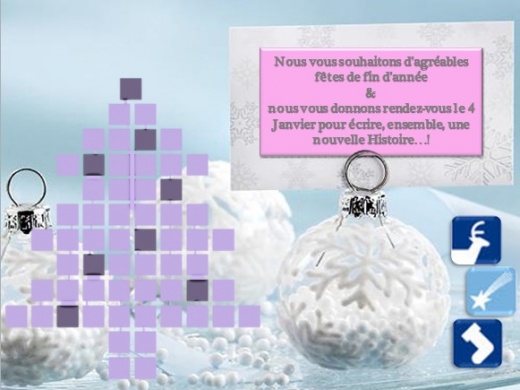 Nous vous souhaitons d'agréables
fêtes de fin d'année
&
nous vous donnons rendez-vous le 4
Janvier pour écrire, ensemble, une
nouvelle Histoire…!